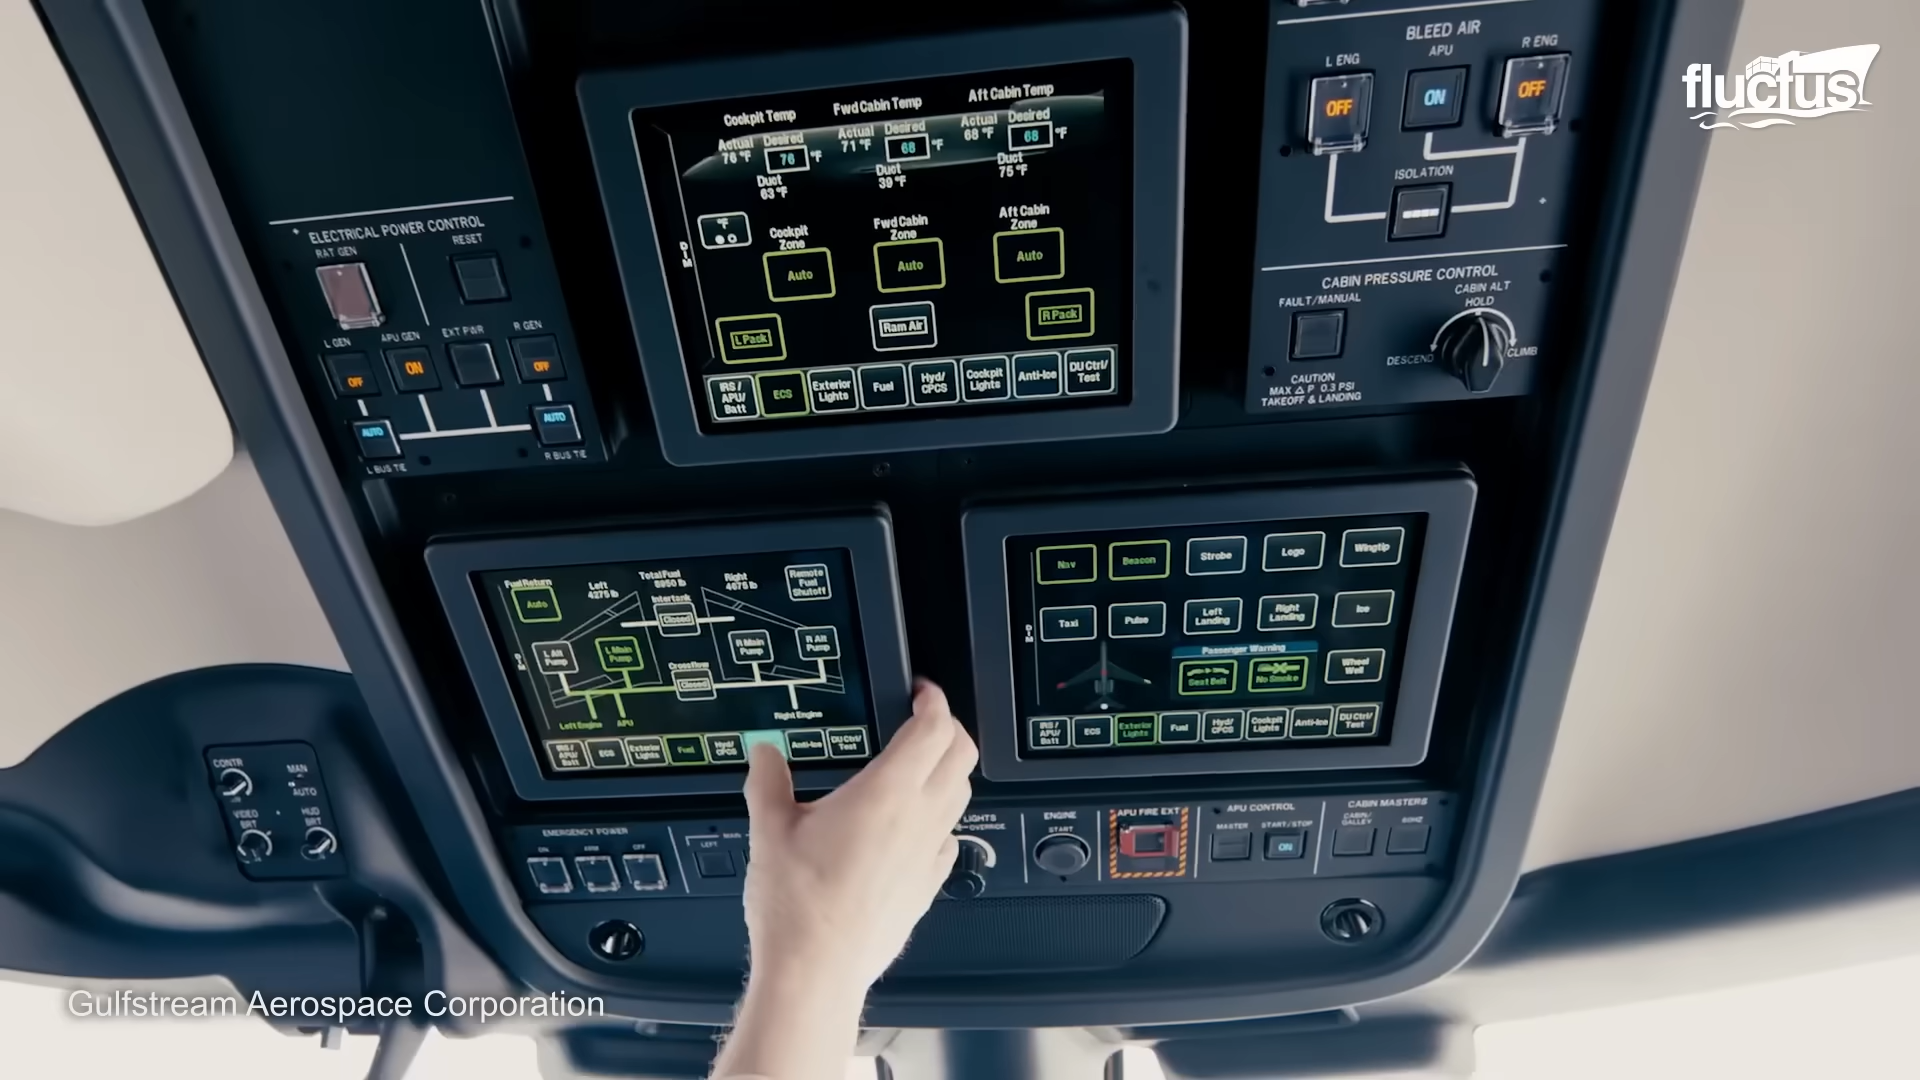 BLEED AIR
L ENG
APU
R ENG
OFF
ON
OFF
ISOLATION
fluctus
CABIN PRESSURE CONTROL
FAULT/MANUAL
CABIN ALT
HOLD
DESCEND
CLIMB
CAUTION
MAX △ P 0.3 PSI
TAKEOFF & LANDING
ELECTRICAL POWER CONTROL
RAT GEN
RESET
L GEN
APU GEN
EXT PWR
R GEN
OFF
ON
OFF
AUTO
AUTO
L BUS TIE
R BUS TIE
Cockpit Temp
Fwd Cabin Temp
Aft Cabin Temp
Actual Desired
76 °F 76 °F
Duct
63 °F
Actual Desired
71 °F 68 °F
Duct
39 °F
Actual Desired
68 °F 68 °F
Duct
75 °F
DIM
°F
Cockpit
Zone
Auto
Fwd Cabin
Zone
Auto
Aft Cabin
Zone
Auto
L Pack
Ram Air
R Pack
IRS /
APU/
Batt
ECS
Exterior
Lights
Fuel
Hyd/
CPCS
Cockpit
Lights
Anti-Ice
DU Ctrl/
Test
Fuel Return
Auto
Left
4275 lb
Total Fuel
8950 lb
Right
4675 lb
Remote
Fuel
Shutoff
Intertank
Closed
DIM
L Alt
Pump
L Main
Pump
R Main
Pump
R Alt
Pump
Crossflow
Closed
Left Engine
APU
Right Engine
IRS /
APU/
Batt
ECS
Exterior
Lights
Fuel
Hyd/
CPCS
Anti-Ice
DU Ctrl/
Test
Nav
Beacon
Strobe
Logo
Wingtip
Taxi
Pulse
Left
Landing
Right
Landing
Ice
DIM
Passenger Warning
Seat Belt
No Smoke
Wheel
Well
IRS /
APU/
Batt
ECS
Exterior
Lights
Fuel
Hyd/
CPCS
Cockpit
Lights
Anti-Ice
DU Ctrl/
Test
CONTR
MAN
AUTO
VIDEO
BRT
HUD
BRT
EMERGENCY POWER
ON
ARM
OFF
MAIN
LEFT
LIGHTS
OVERRIDE
ENGINE
START
APU FIRE EXT
APU CONTROL
MASTER
START/STOP
ON
CABIN MASTERS
CABIN/
GALLEY
60HZ
Gulfstream Aerospace Corporation